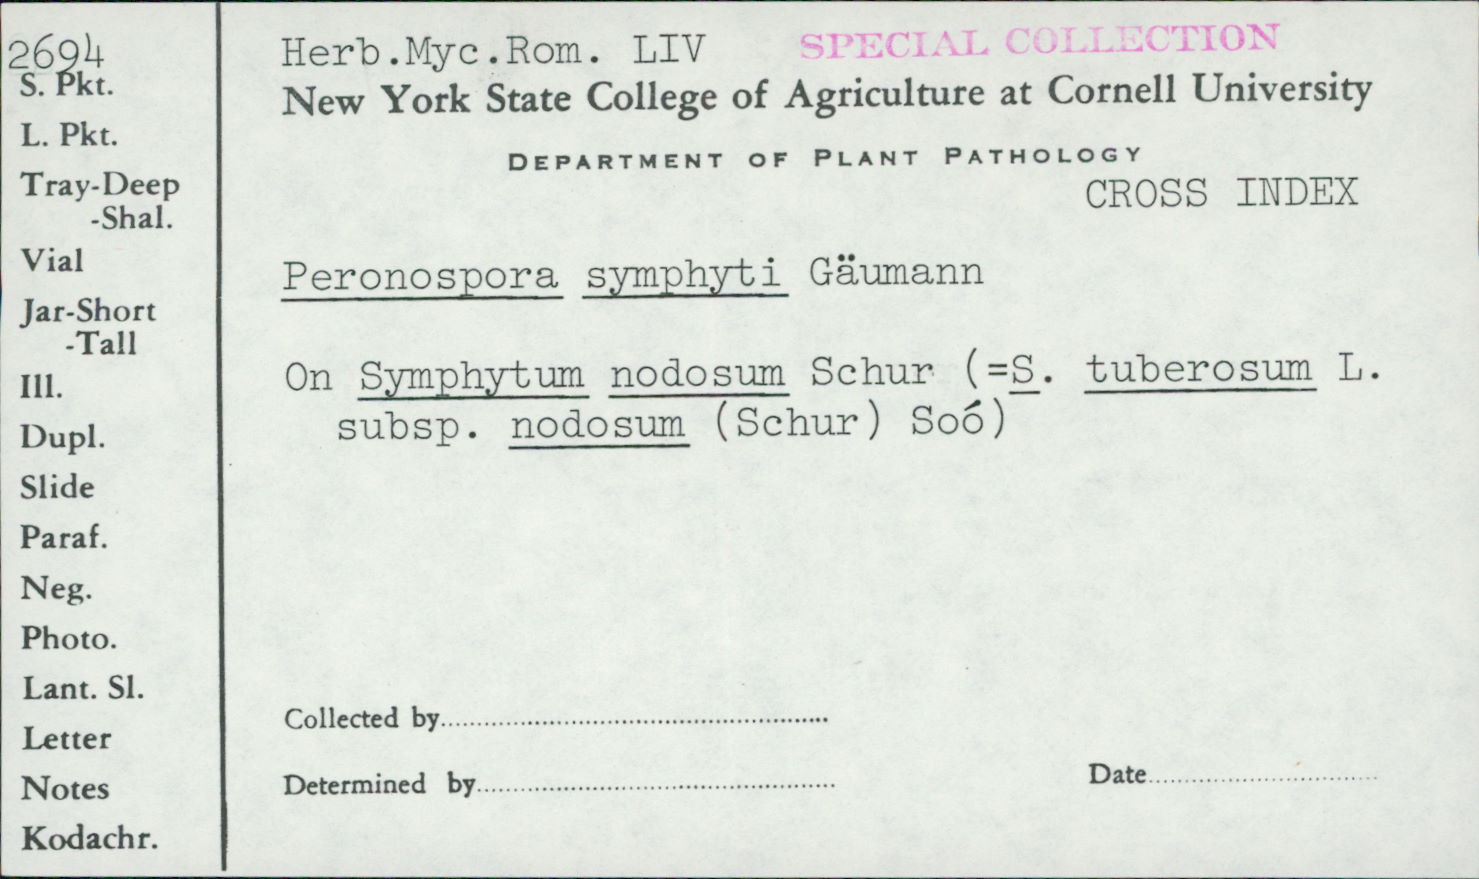 2694
S. Pkt.
L. Pkt.
Tray-Deep
-Shal.
Vial
Jar-Short
-Tall
Ill.
Dupl.
Slide
Paraf.
Neg.
Photo.
Lant. Sl.
Letter
Notes
Kodachr.
Herb.Myc.Rom. LIV SPECIAL COLLECTION
New York State College of Agriculture at Cornell University
DEPARTMENT OF PLANT PATHOLOGY
CROSS INDEX
Peronospora symphyti Gäumann
On Symphytum nodosum Schur (=S. tuberosum L.
subsp. nodosum (Schur) Soó)
Collected by
Determined by Date